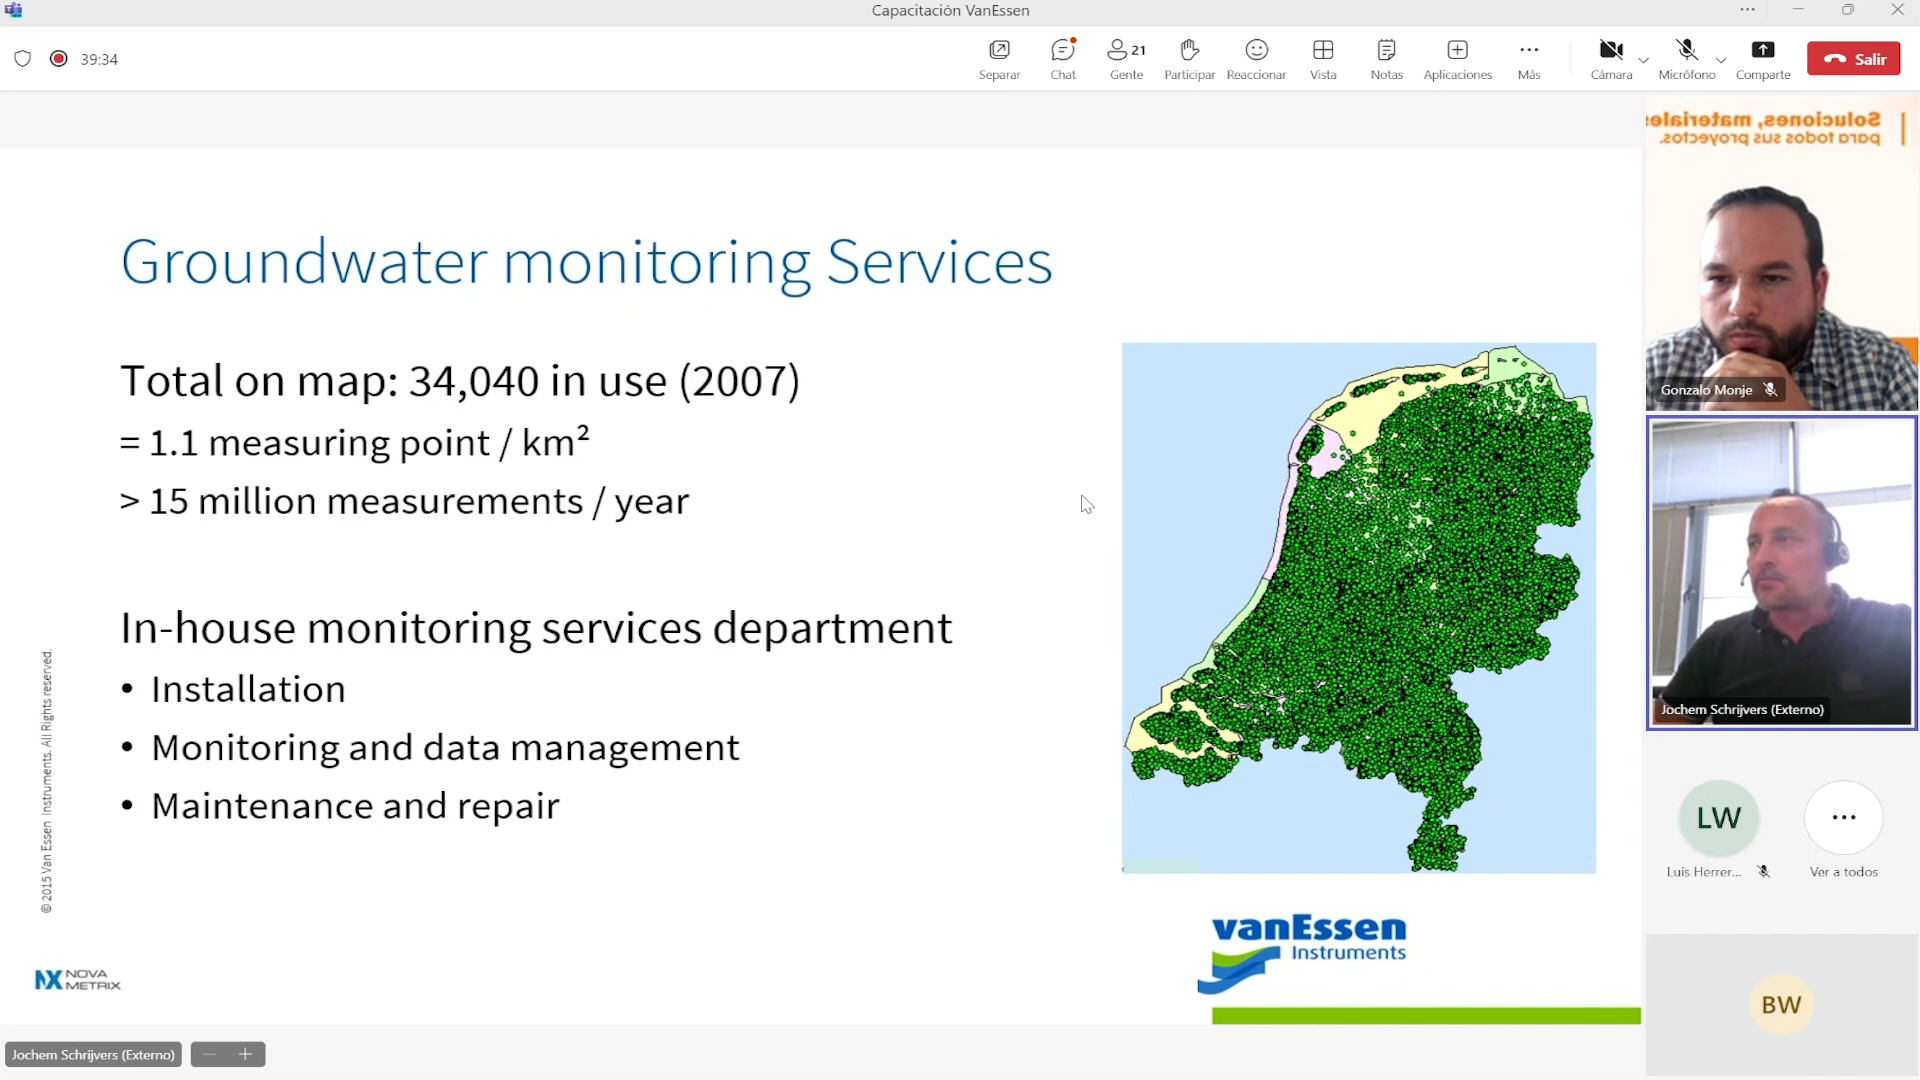 Capacitación VanEssen
39:34
Separar
Chat
21
Gente
Participar
Reaccionar
Vista
Notas
Aplicaciones
Más
Cámara
Micrófono
Comparte
Salir
Groundwater monitoring Services
Total on map: 34,040 in use (2007)
= 1.1 measuring point / km²
> 15 million measurements / year
In-house monitoring services department
• Installation
• Monitoring and data management
• Maintenance and repair
© 2015 Van Essen Instruments. All Rights reserved.
NX NOVA
METRIX
vanEssen
Instruments
Soluciones, materiales
para todos sus proyectos.
Gonzalo Monje
Jochem Schrijvers (Externo)
LW
Luis Herrer...
...
Ver a todos
BW
Jochem Schrijvers (Externo)